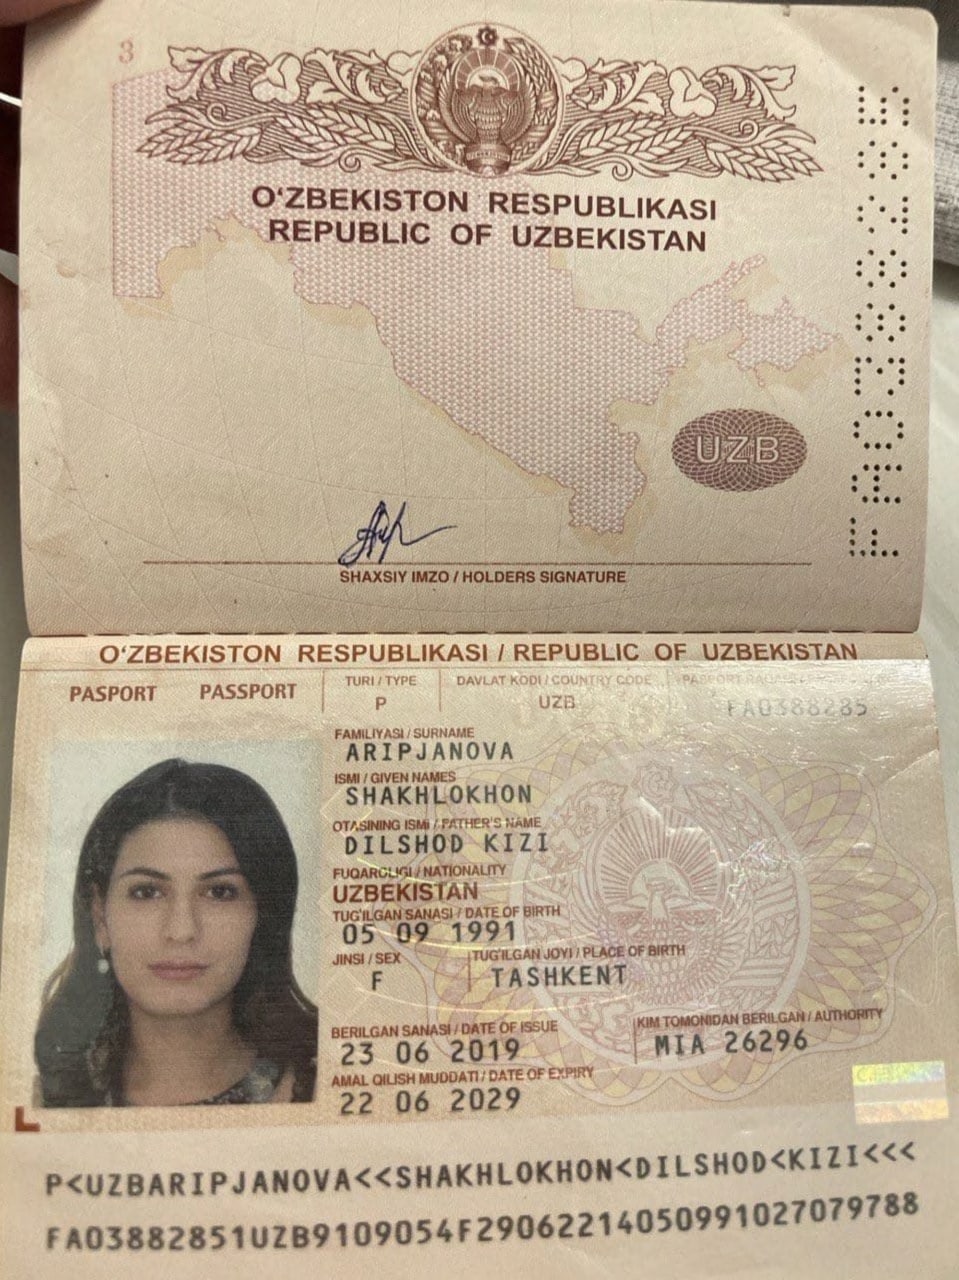 3
O‘ZBEKISTON RESPUBLIKASI
REPUBLIC OF UZBEKISTAN
FA0388285
UZB
SHAXSIY IMZO / HOLDERS SIGNATURE
O‘ZBEKISTON RESPUBLIKASI / REPUBLIC OF UZBEKISTAN
PASPORT PASSPORT
TURI / TYPE
P
DAVLAT KODI / COUNTRY CODE
UZB
FA0388285
FAMILIYASI / SURNAME
ARIPJANOVA
ISMI / GIVEN NAMES
SHAKHLOKHON
OTASINING ISMI / FATHER'S NAME
DILSHOD KIZI
FUQAROLIGI / NATIONALITY
UZBEKISTAN
TUG'ILGAN SANASI / DATE OF BIRTH
05 09 1991
JINSI / SEX
F
TUG'ILGAN JOYI / PLACE OF BIRTH
TASHKENT
BERILGAN SANASI / DATE OF ISSUE
23 06 2019
KIM TOMONIDAN BERILGAN / AUTHORITY
MIA 26296
AMAL QILISH MUDDATI / DATE OF EXPIRY
22 06 2029
P<UZBARIPJANOVA<<SHAKHLOKHON<DILSHOD<KIZI<<<
FA03882851UZB9109054F29062214050991027079788